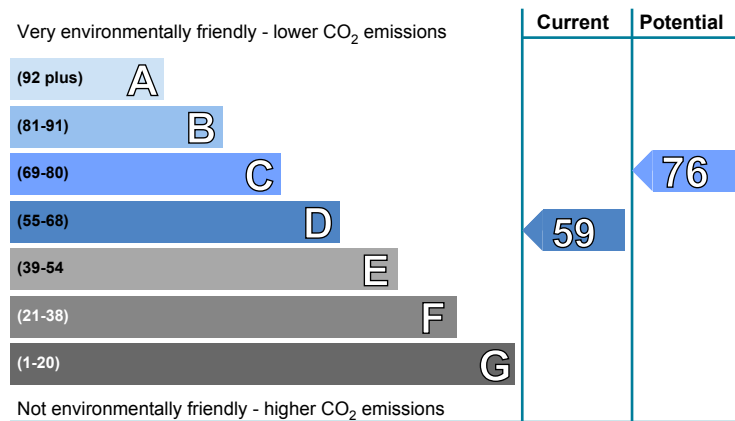 Very environmentally friendly - lower CO₂ emissions
Current
Potential
(92 plus) A
(81-91) B
(69-80) C
(55-68) D
(39-54 E
(21-38) F
(1-20) G
59
76
Not environmentally friendly - higher CO₂ emissions